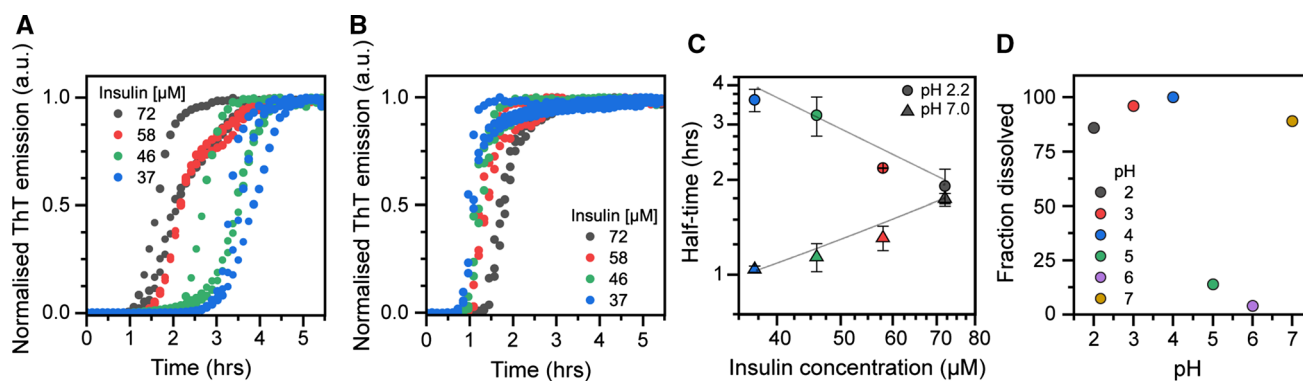 A
Normalised ThT emission (a.u.)
1.0
0.5
0.0
Insulin [µM]
72
58
46
37
0 1 2 3 4 5
Time (hrs)
B
Normalised ThT emission (a.u.)
1.0
0.5
0.0
Insulin [µM]
72
58
46
37
0 1 2 3 4 5
Time (hrs)
C
Half-time (hrs)
4
3
2
1
pH 2.2
pH 7.0
40 50 60 70 80
Insulin concentration (µM)
D
Fraction dissolved
100
75
50
25
0
pH
2
3
4
5
6
7
2 3 4 5 6 7
pH